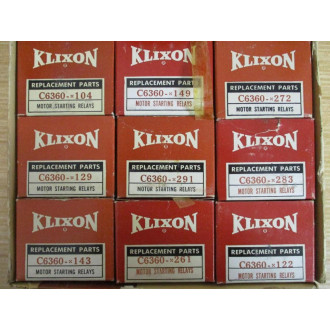 KLIXON
REPLACEMENT PARTS
C6360-*104
MOTOR STARTING RELAYS
KLIXON
REPLACEMENT PARTS
C6360-*149
MOTOR STARTING RELAYS
KLIXON
REPLACEMENT PARTS
C6360-*272
MOTOR STARTING RELAYS
KLIXON
REPLACEMENT PARTS
C6360-*129
MOTOR STARTING RELAYS
KLIXON
REPLACEMENT PARTS
C6360-*291
MOTOR STARTING RELAYS
KLIXON
REPLACEMENT PARTS
C6360-*283
MOTOR STARTING RELAYS
KLIXON
REPLACEMENT PARTS
C6360-*143
MOTOR STARTING RELAYS
KLIXON
REPLACEMENT PARTS
C6360-*261
MOTOR STARTING RELAYS
KLIXON
REPLACEMENT PARTS
C6360-*122
MOTOR STARTING RELAYS